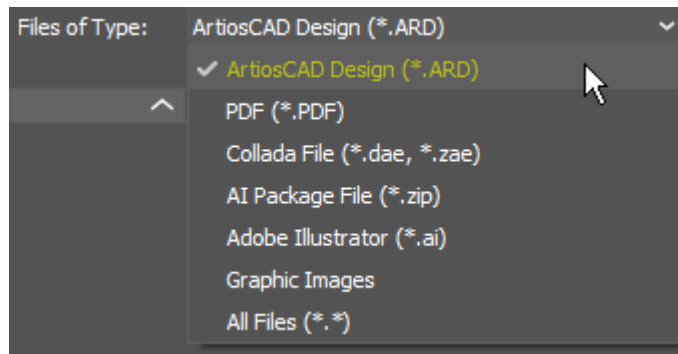 Files of Type: ArtiosCAD Design (*.ARD)
ArtiosCAD Design (*.ARD)
PDF (*.PDF)
Collada File (*.dae, *.zae)
AI Package File (*.zip)
Adobe Illustrator (*.ai)
Graphic Images
All Files (*.*)